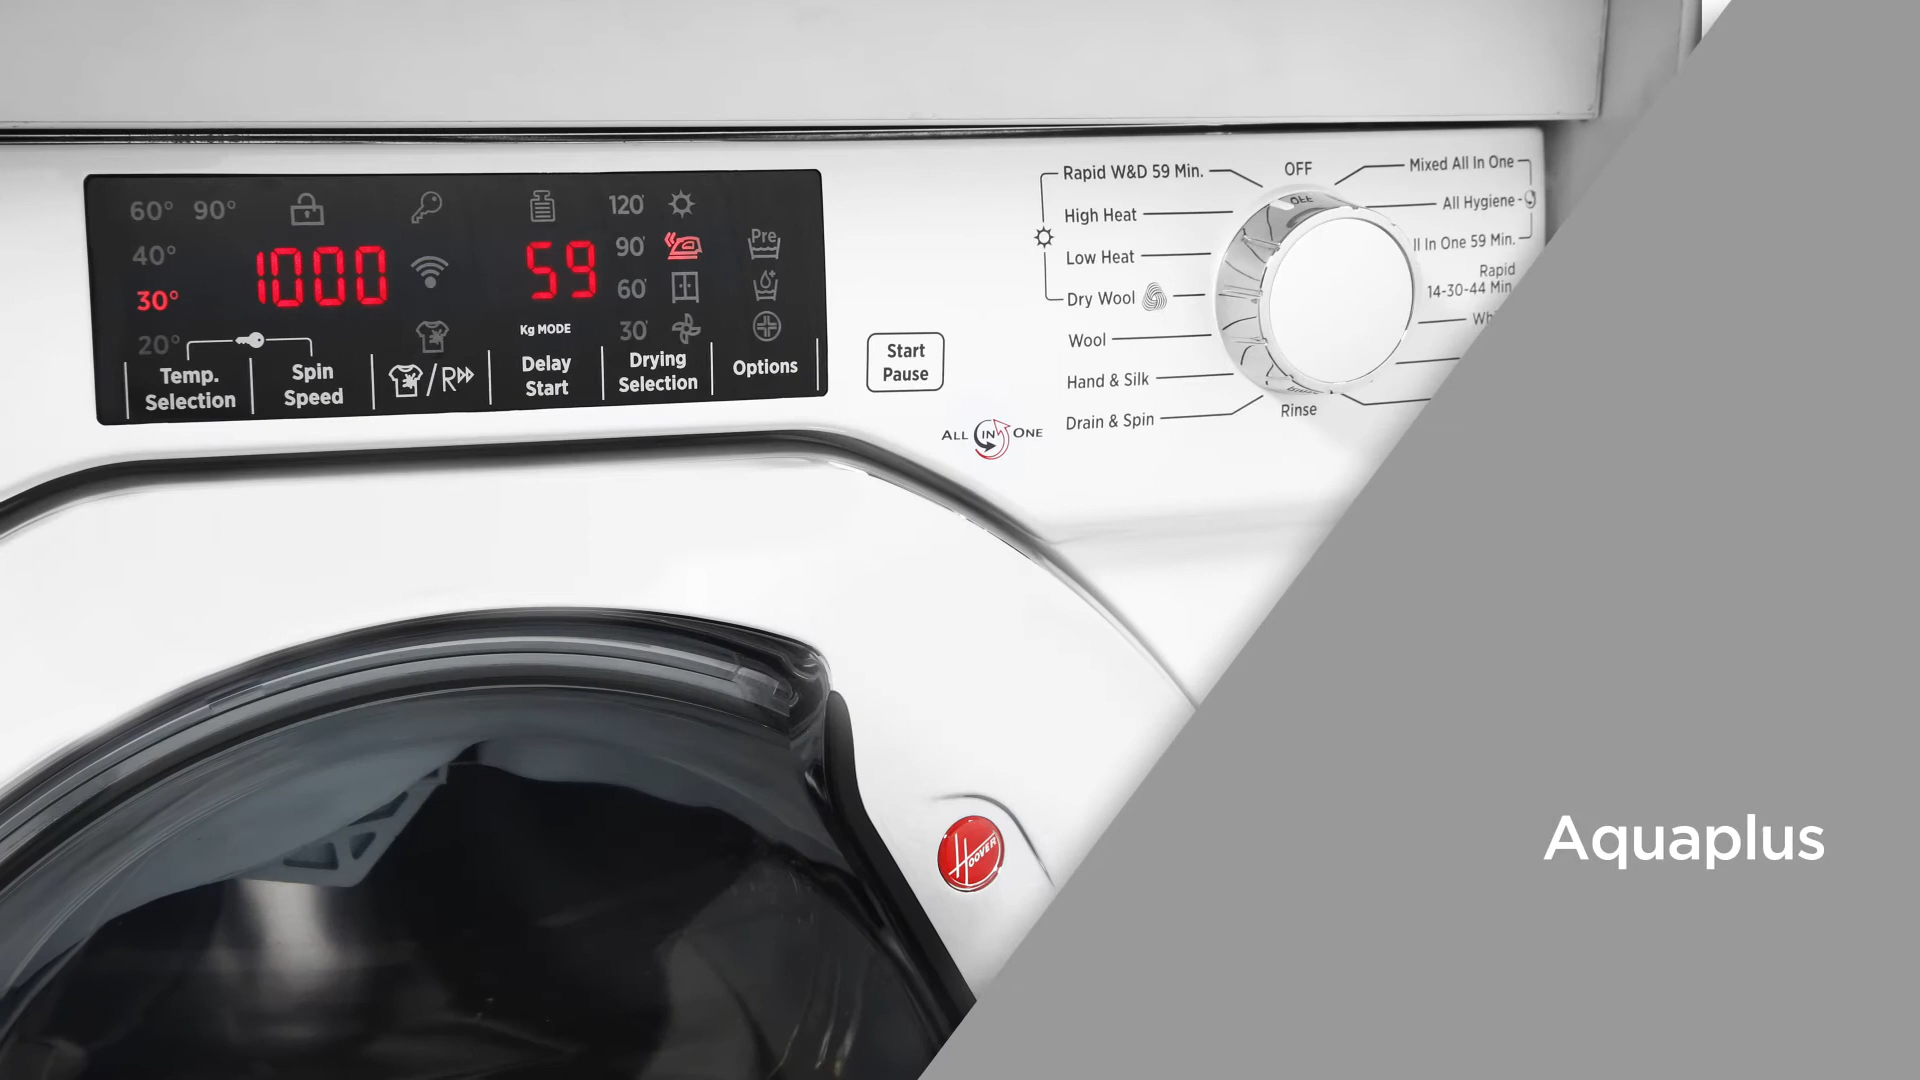 60° 90°
40°
30°
20°
1000
59
Kg MODE
120'
90'
60'
30'
Pre
Temp.
Selection
Spin
Speed
/R
Delay
Start
Drying
Selection
Options
Start
Pause
ALL IN ONE
Rapid W&D 59 Min.
High Heat
Low Heat
Dry Wool
Wool
Hand & Silk
Drain & Spin
OFF
OFF
Rinse
Mixed All In One
All Hygiene
In One 59 Min.
Rapid
14-30-44 Min
HOOVER
Aquaplus